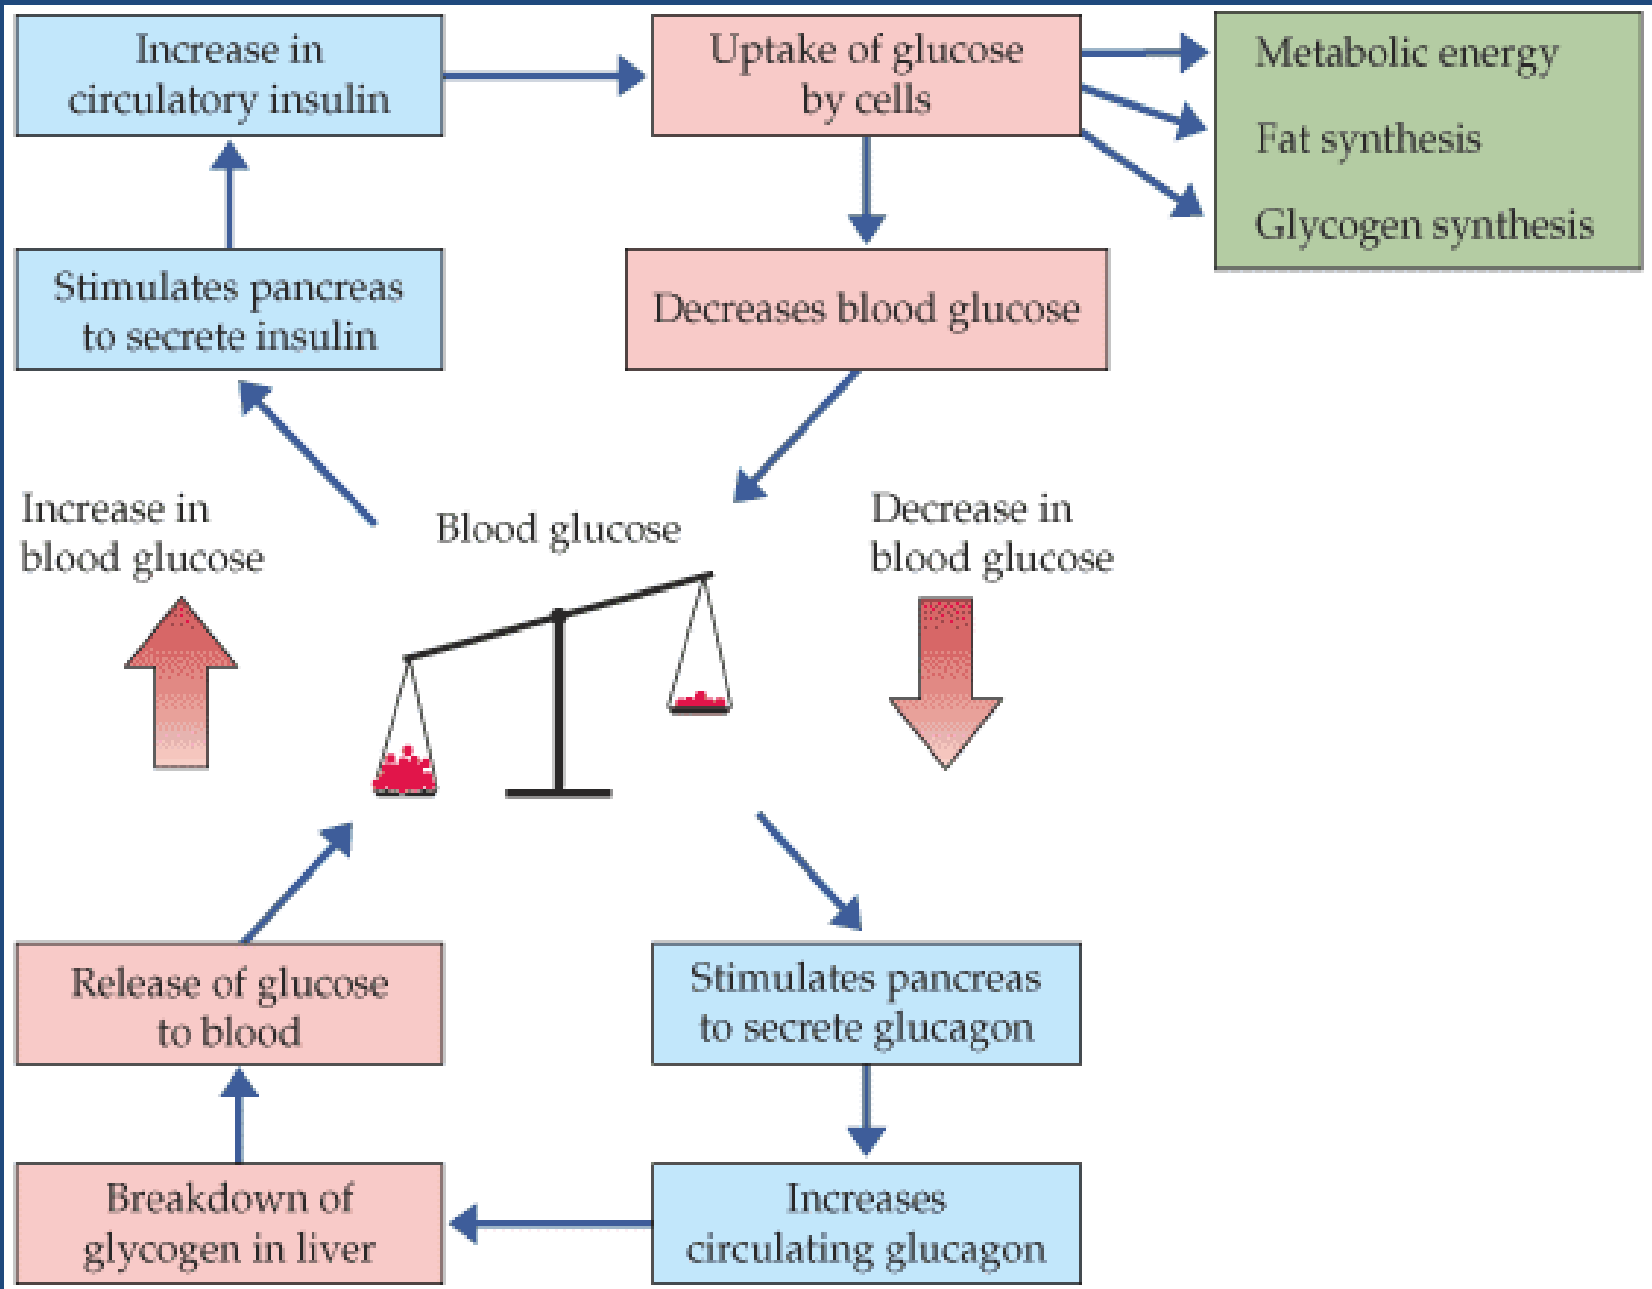 Increase in
circulatory insulin
Uptake of glucose
by cells
Metabolic energy
Fat synthesis
Glycogen synthesis
Stimulates pancreas
to secrete insulin
Decreases blood glucose
Increase in
blood glucose
Blood glucose
Decrease in
blood glucose
Release of glucose
to blood
Stimulates pancreas
to secrete glucagon
Breakdown of
glycogen in liver
Increases
circulating glucagon